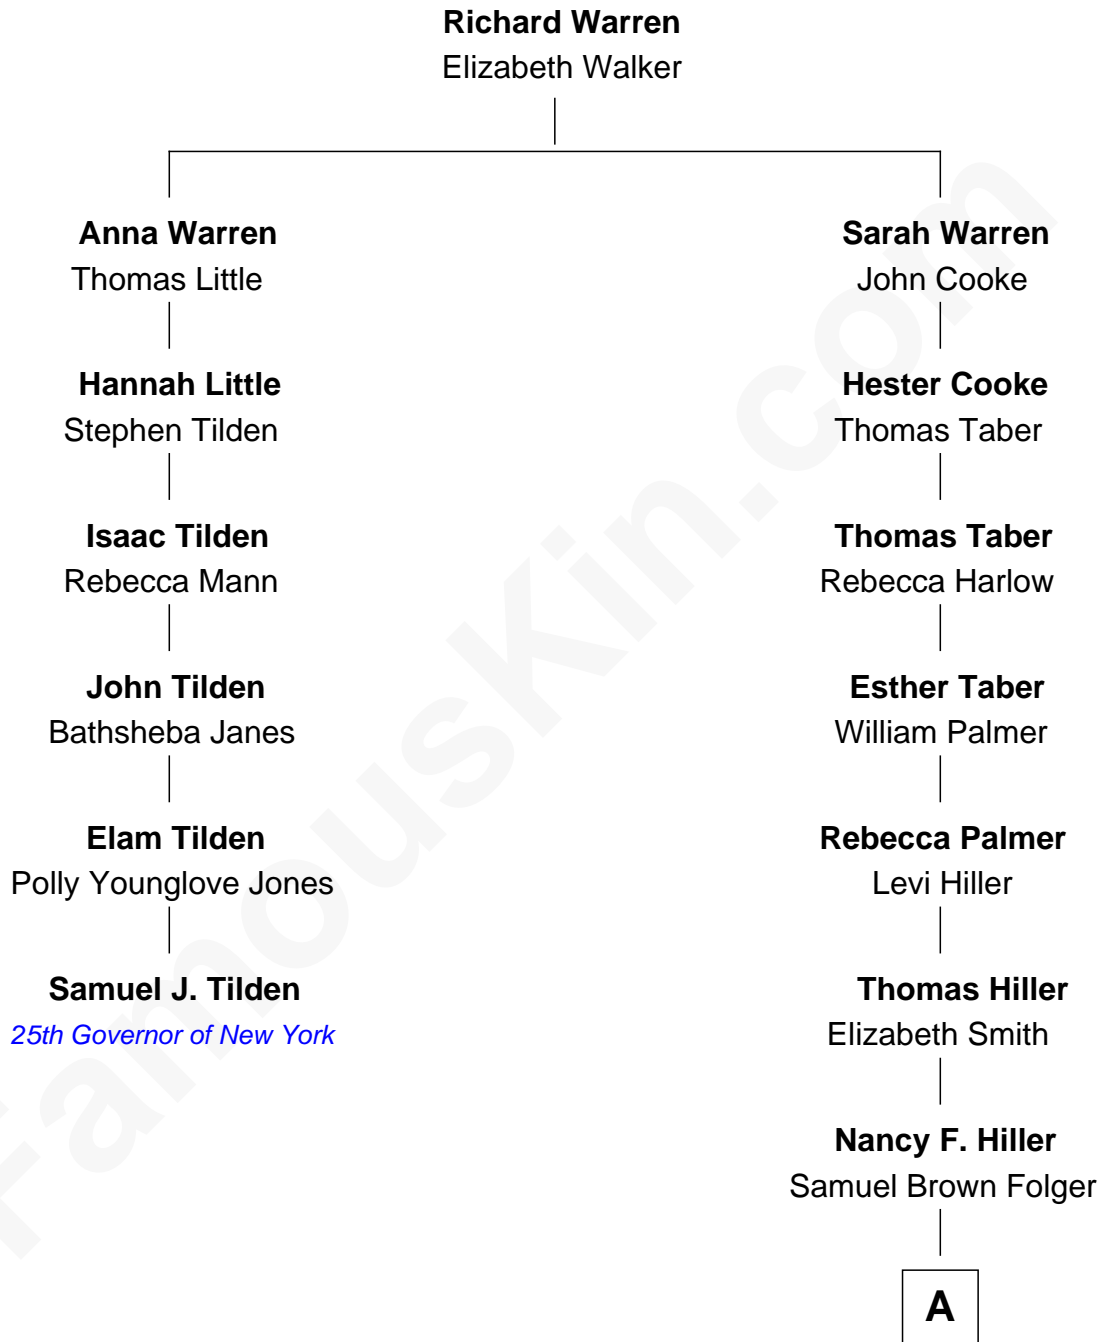 Richard Warren
Elizabeth Walker
Anna Warren
Thomas Little
Hannah Little
Stephen Tilden
Isaac Tilden
Rebecca Mann
John Tilden
Bathsheba Janes
Elam Tilden
Polly Younglove Jones
Samuel J. Tilden
25th Governor of New York
Sarah Warren
John Cooke
Hester Cooke
Thomas Taber
Thomas Taber
Rebecca Harlow
Esther Taber
William Palmer
Rebecca Palmer
Levi Hiller
Thomas Hiller
Elizabeth Smith
Nancy F. Hiller
Samuel Brown Folger
A
FamousKin.com